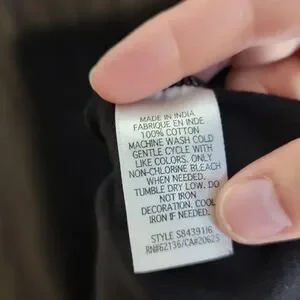 MADE IN INDIA
FABRIQUE EN INDE
100% COTTON
MACHINE WASH COLD
GENTLE CYCLE WITH
LIKE COLORS. ONLY
NON-CHLORINE BLEACH
WHEN NEEDED.
TUMBLE DRY LOW. DO
NOT IRON
DECORATION. COOL
IRON IF NEEDED.
STYLE S84391J6
RN#62136/CA#20625